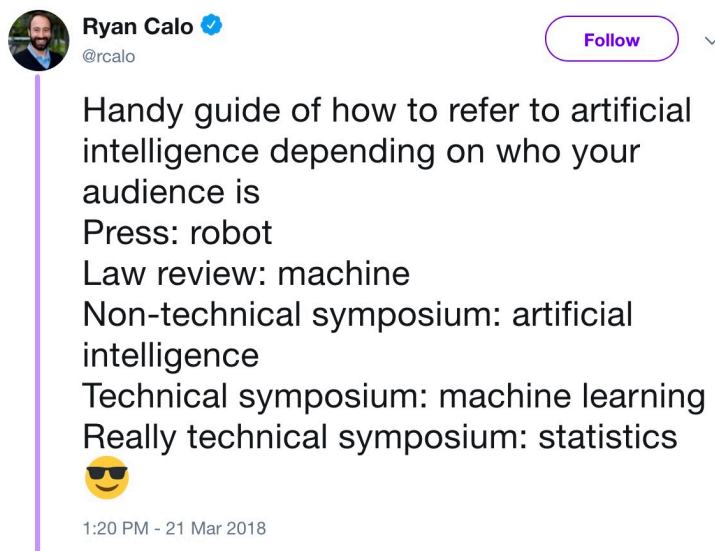 Ryan Calo
@rcalo
Follow
Handy guide of how to refer to artificial
intelligence depending on who your
audience is
Press: robot
Law review: machine
Non-technical symposium: artificial
intelligence
Technical symposium: machine learning
Really technical symposium: statistics
😎
1:20 PM - 21 Mar 2018